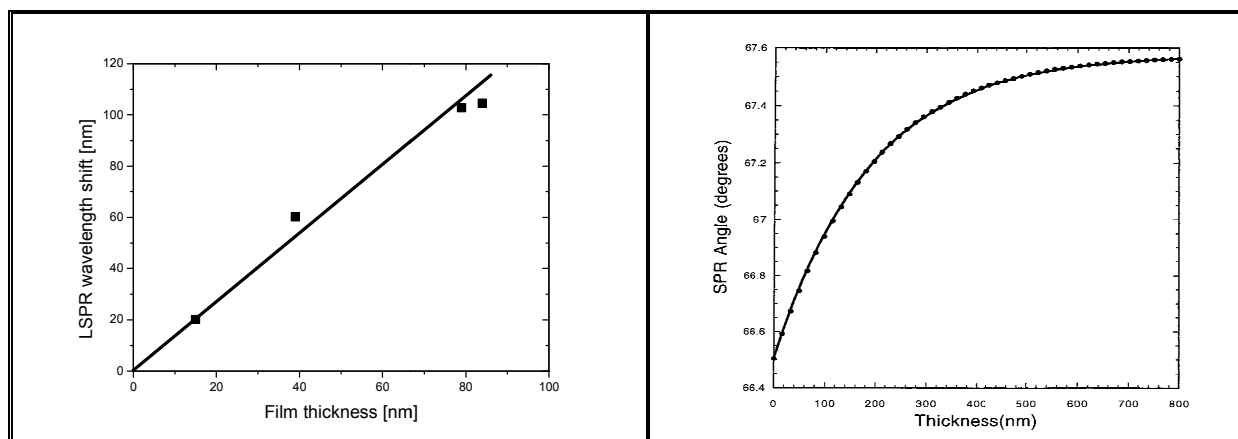 120
100
80
60
40
20
0
LSPR wavelength shift [nm]
0 20 40 60 80 100
Film thickness [nm]
67.6
67.4
67.2
67
66.8
66.6
66.4
SPR Angle (degrees)
0 100 200 300 400 500 600 700 800
Thickness(nm)